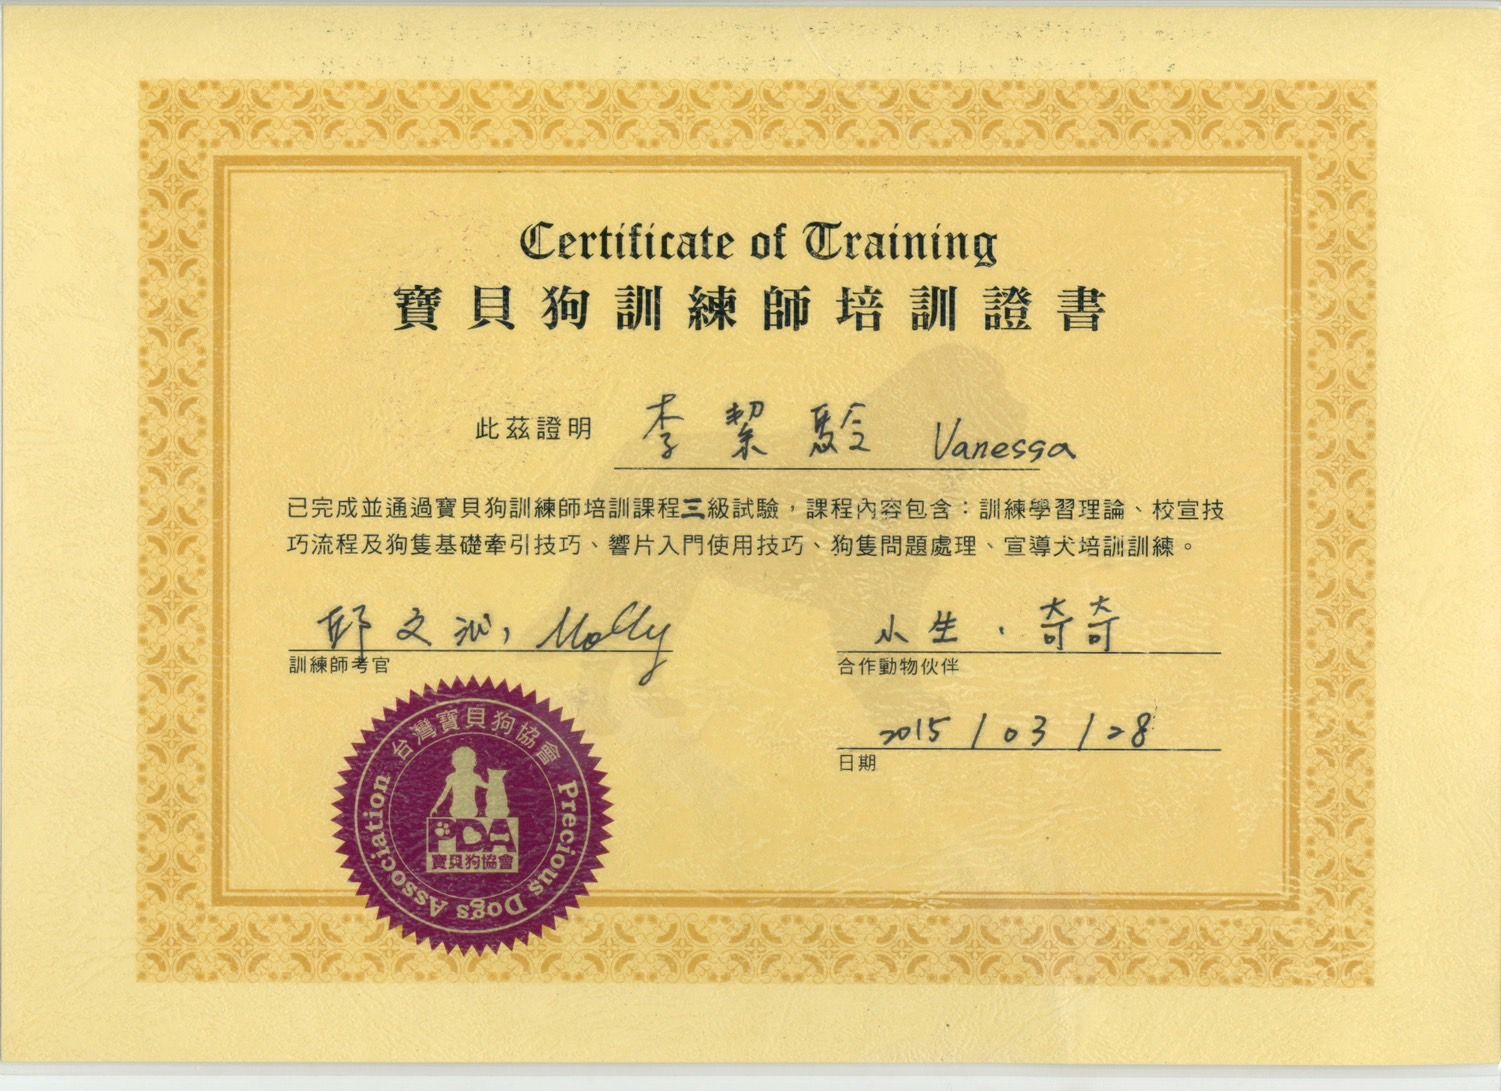 Certificate of Training
寶貝狗訓練師培訓證書
此茲證明 李 絜 Vanessa
已完成並通過寶貝狗訓練師培訓課程三級試驗，課程內容包含：訓練學習理論、校宣技
巧流程及狗隻基礎牽引技巧、響片入門使用技巧、狗隻問題處理、宣導犬培訓訓練。
文 , Molly
訓練師考官
小生 . 奇奇
合作動物伙伴
2015 / 03 / 28
日期
台灣寶貝狗協會
Precious Dogs Association
PDA
寶貝狗協會